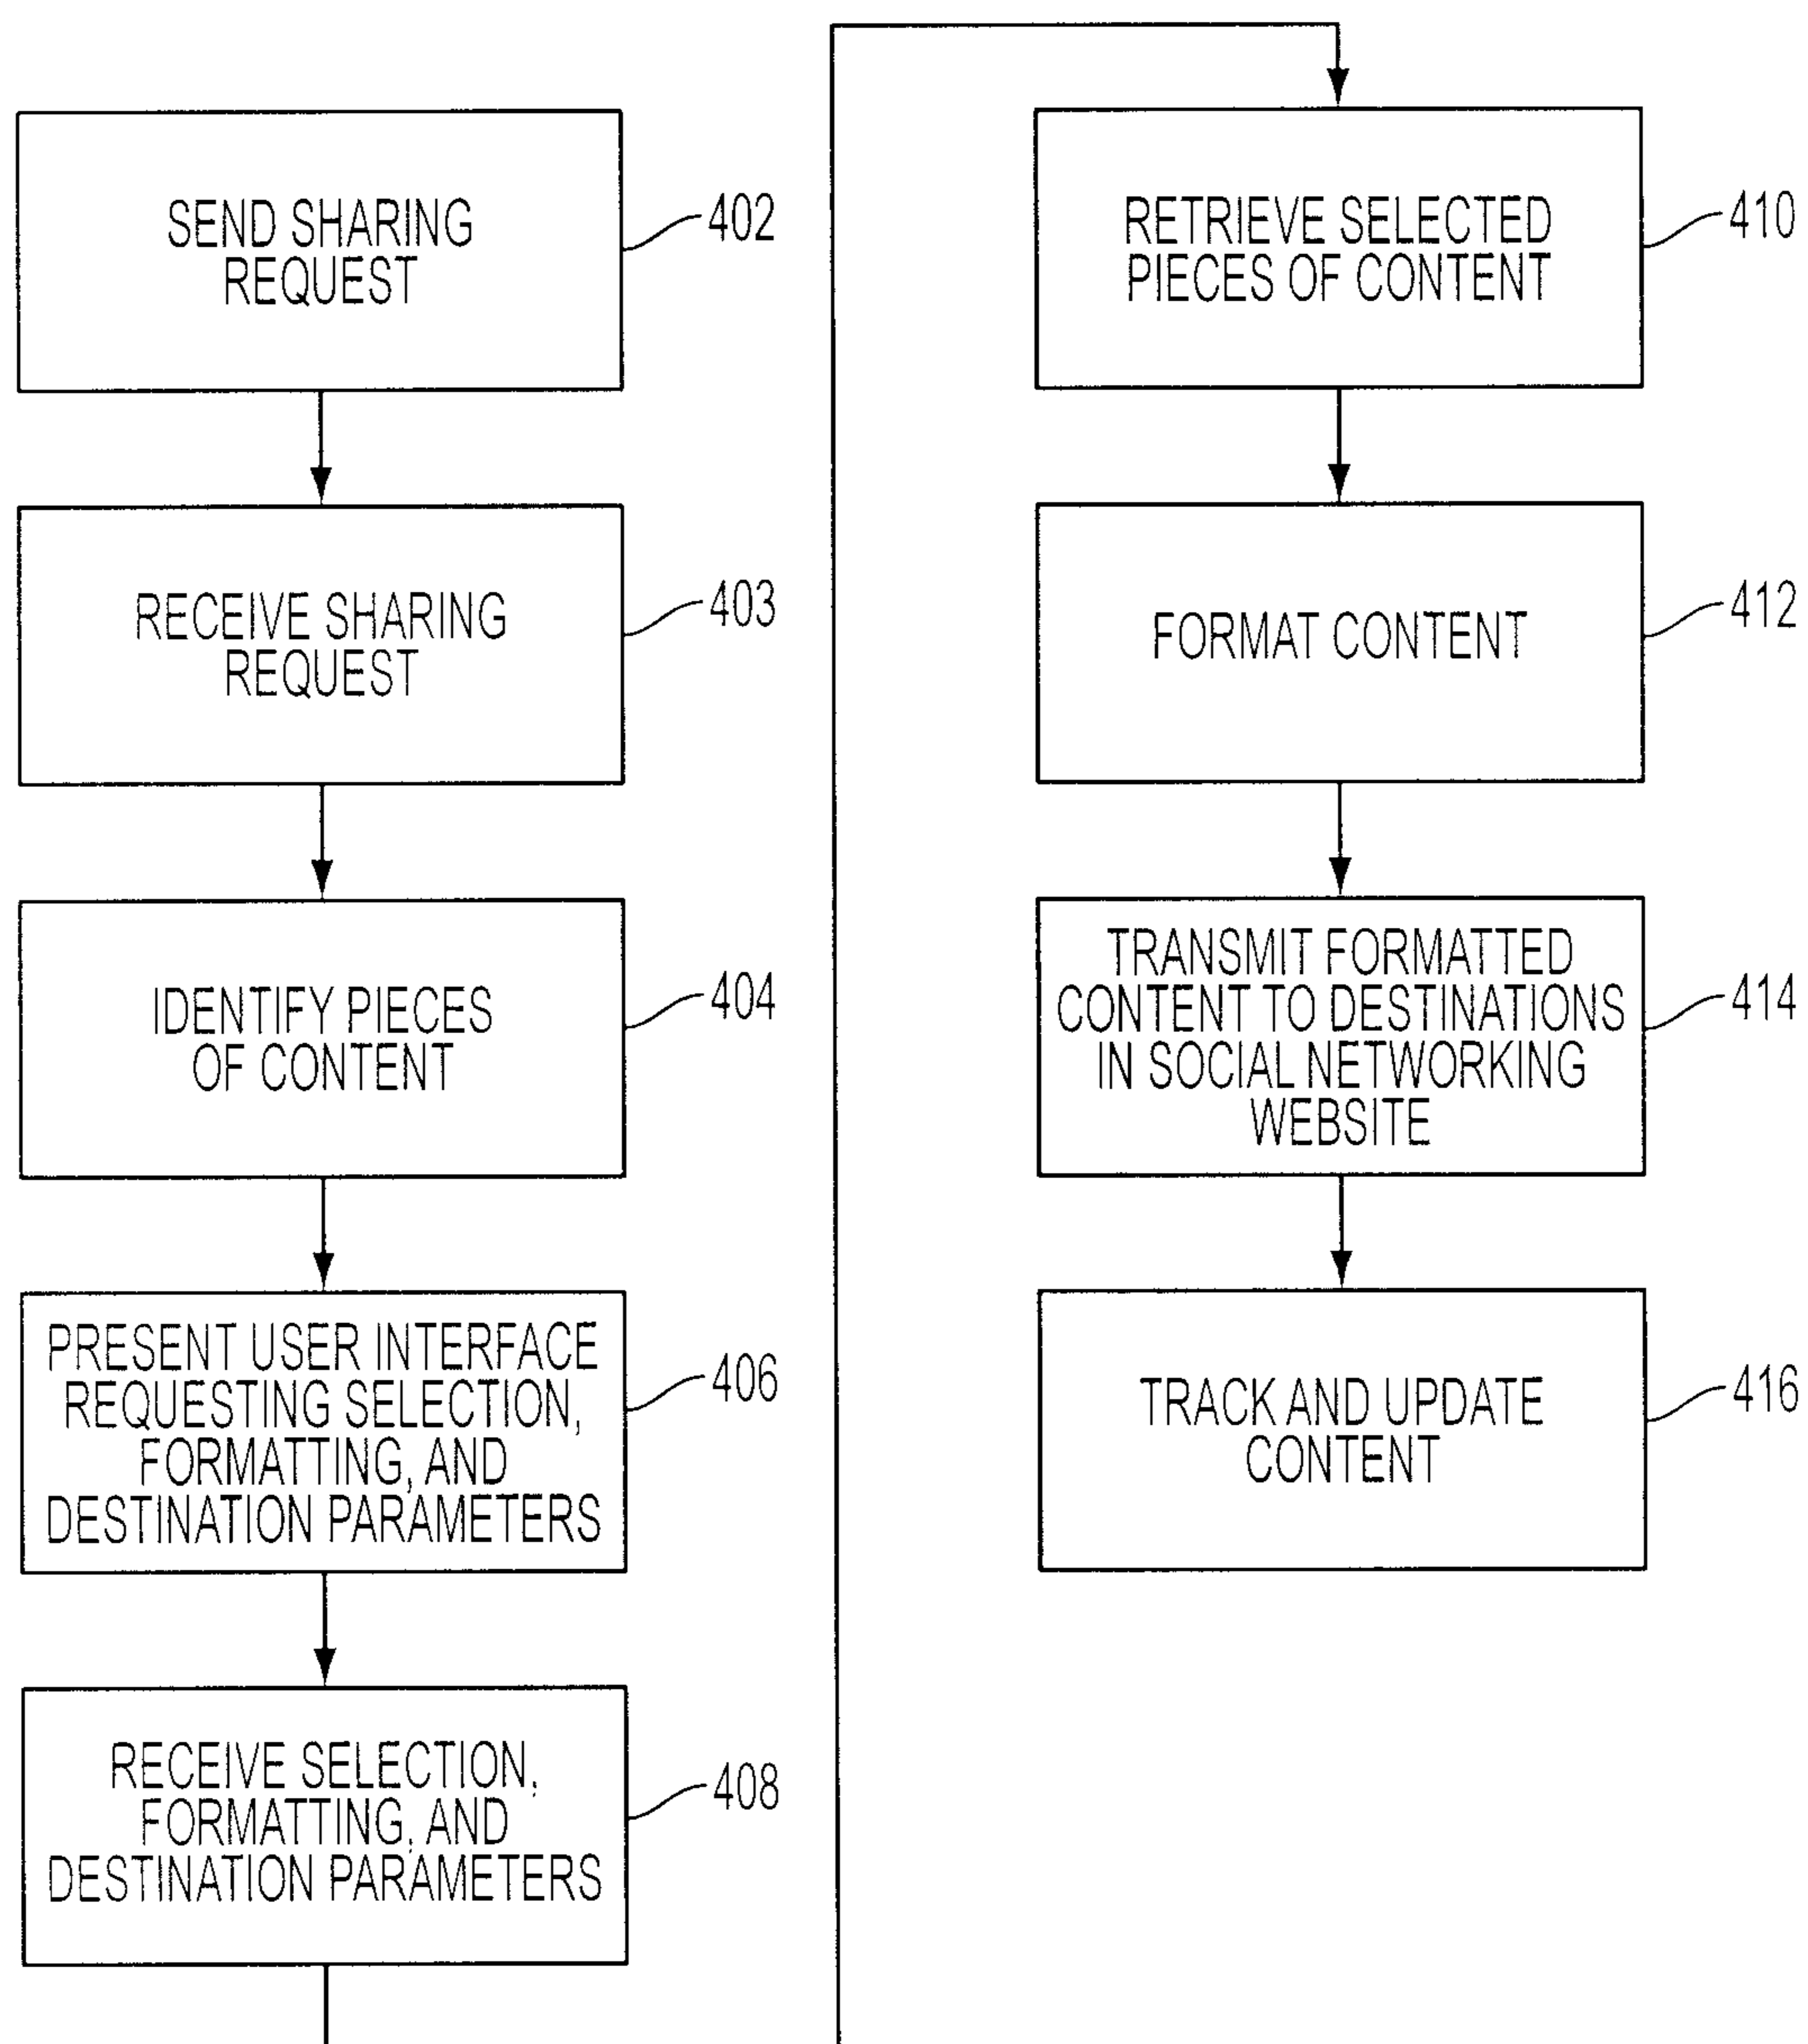 SEND SHARING
REQUEST
402
RECEIVE SHARING
REQUEST
403
IDENTIFY PIECES
OF CONTENT
404
PRESENT USER INTERFACE
REQUESTING SELECTION,
FORMATTING, AND
DESTINATION PARAMETERS
406
RECEIVE SELECTION,
FORMATTING, AND
DESTINATION PARAMETERS
408
RETRIEVE SELECTED
PIECES OF CONTENT
410
FORMAT CONTENT
412
TRANSMIT FORMATTED
CONTENT TO DESTINATIONS
IN SOCIAL NETWORKING
WEBSITE
414
TRACK AND UPDATE
CONTENT
416